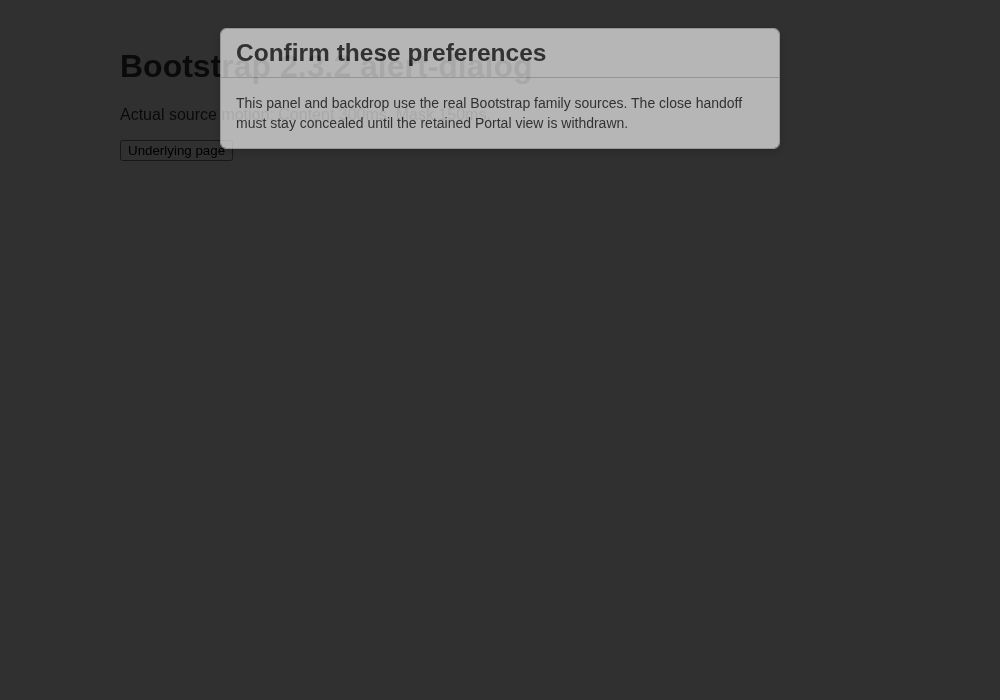 Confirm these preferences
Bootstrap 2.3.2 alert-dialog
This panel and backdrop use the real Bootstrap family sources. The close handoff
Actual source
must stay concealed until the retained Portal view is withdrawn.
Underlying page